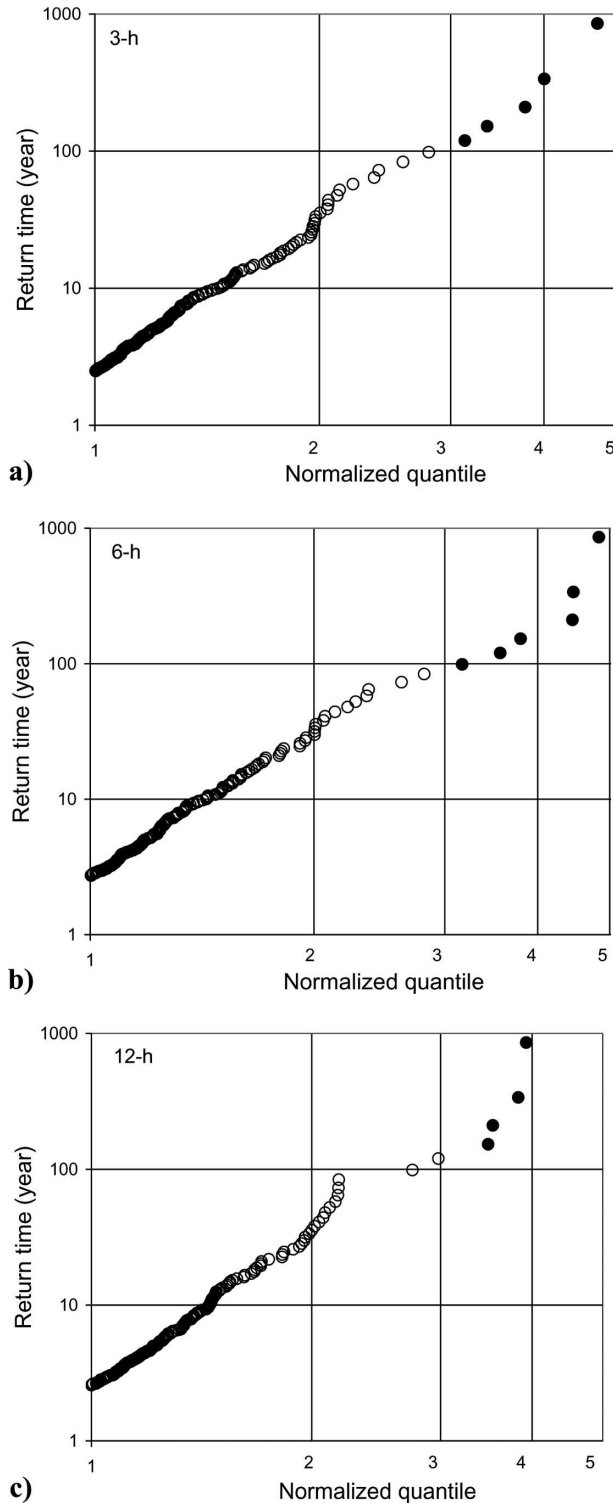 1000
3-h
100
Return time (year)
10
1
1 2 3 4 5
Normalized quantile
a)
1000
6-h
100
Return time (year)
10
1
1 2 3 4 5
Normalized quantile
b)
1000
12-h
100
Return time (year)
10
1
1 2 3 4 5
Normalized quantile
c)